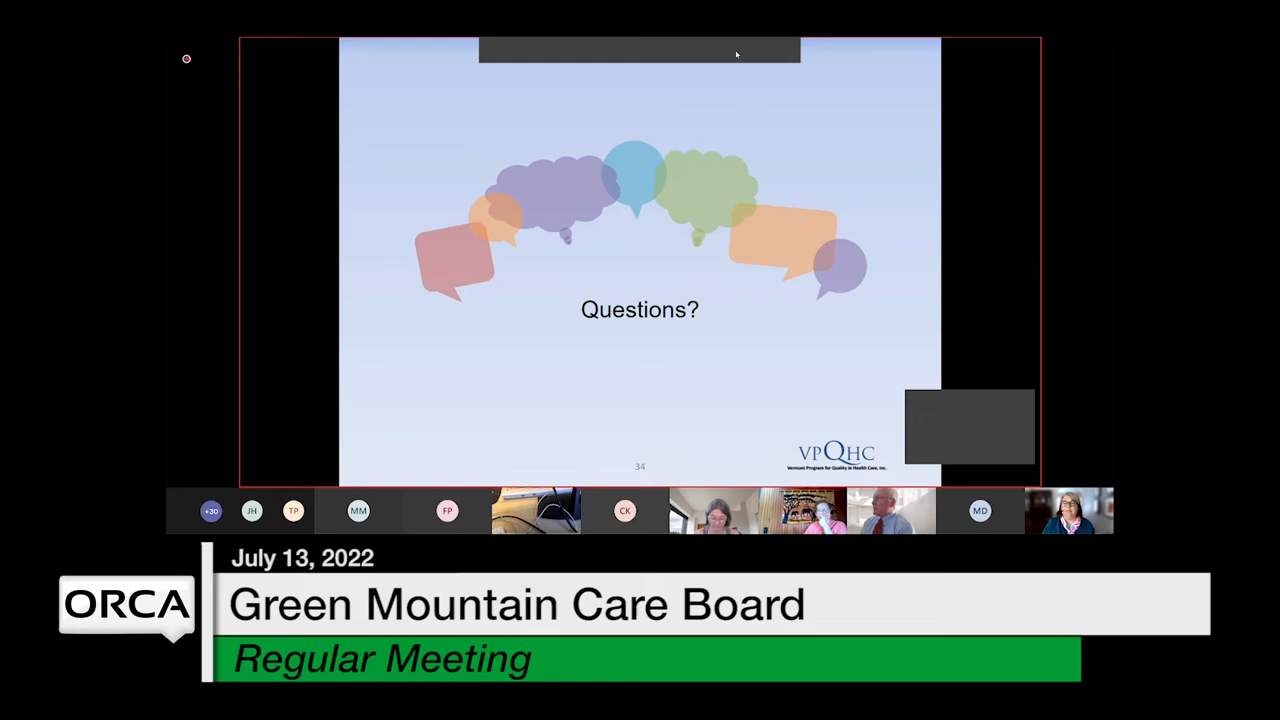 Questions?
34
VPQHC
Vermont Program for Quality in Health Care, Inc.
+30
JH
TP
MM
FP
CK
MD
July 13, 2022
ORCA
Green Mountain Care Board
Regular Meeting